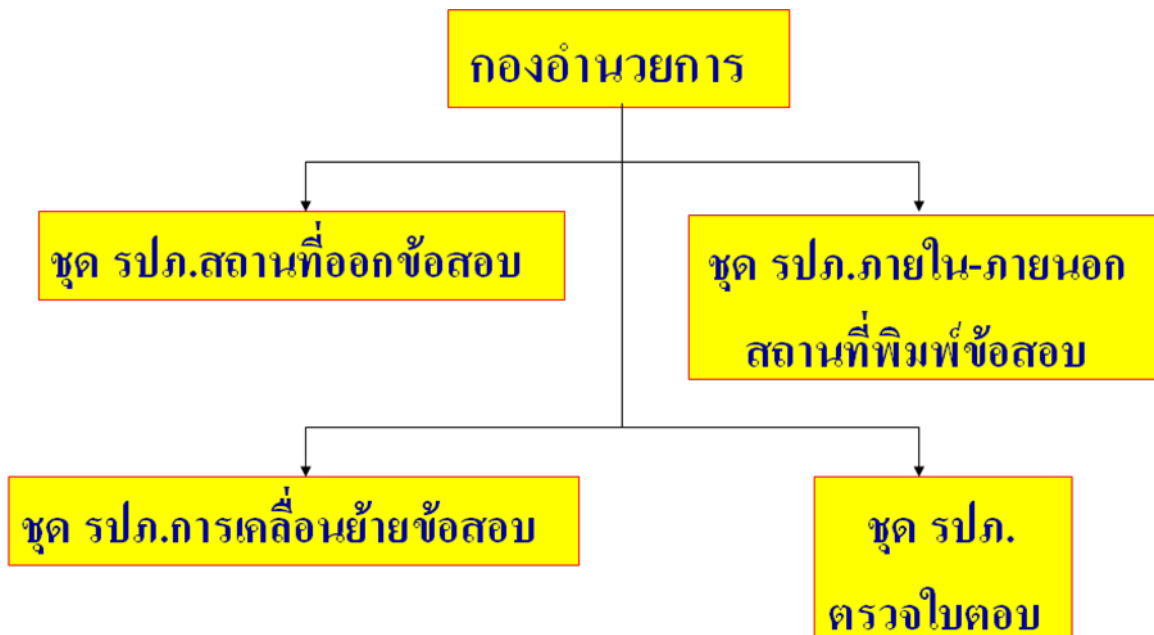 กองอำนวยการ
ชุด รปภ.สถานที่ออกข้อสอบ
ชุด รปภ.ภายใน-ภายนอก
สถานที่พิมพ์ข้อสอบ
ชุด รปภ.การเคลื่อนย้ายข้อสอบ
ชุด รปภ.
ตรวจใบตอบ